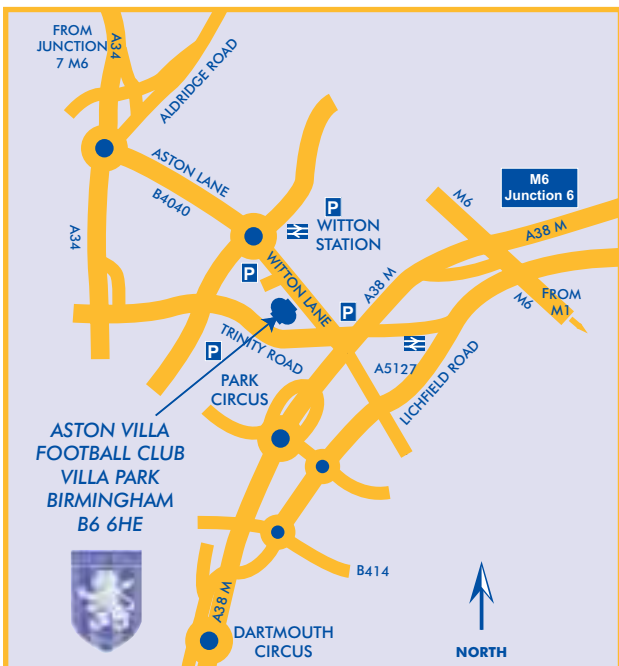 FROM
JUNCTION
7 M6
A34
ALDRIDGE ROAD
ASTON LANE
B4040
A34
P
WITTON
STATION
M6
Junction 6
M6
A38 M
P
WITTON LANE
A38 M
M6
FROM
M1
P
TRINITY ROAD
P
A5127
LICHFIELD ROAD
PARK
CIRCUS
ASTON VILLA
FOOTBALL CLUB
VILLA PARK
BIRMINGHAM
B6 6HE
B414
A38 M
DARTMOUTH
CIRCUS
NORTH